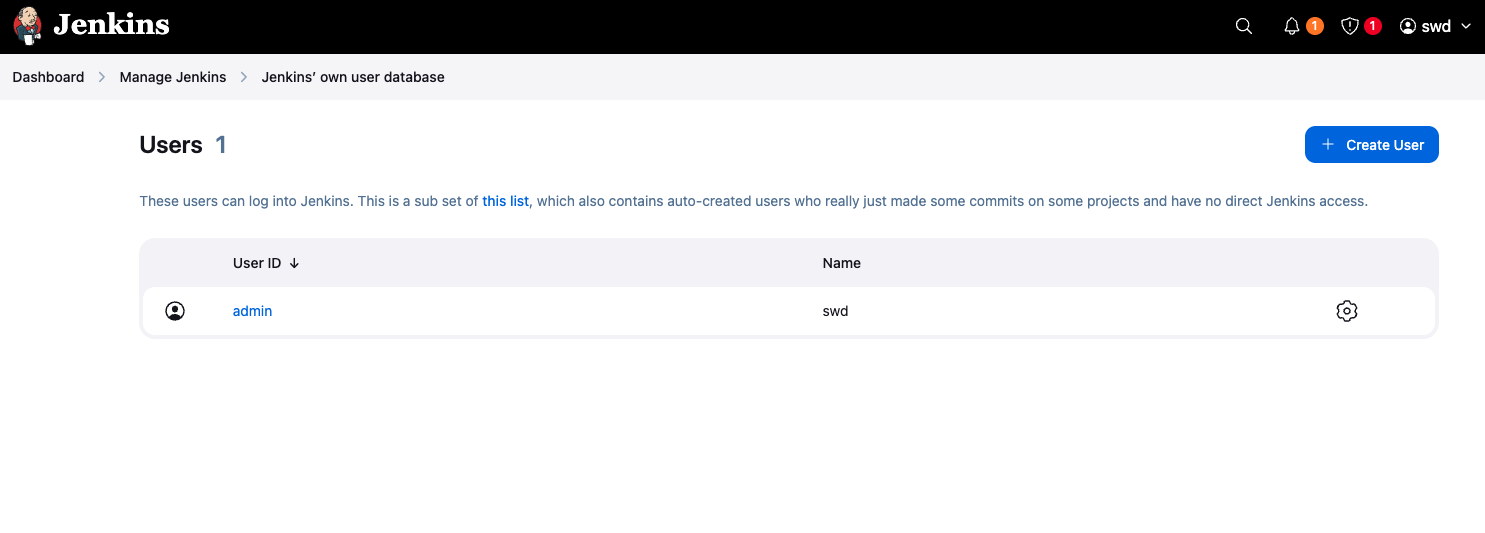 Jenkins
1
1
swd
Dashboard > Manage Jenkins > Jenkins’ own user database
Users 1
+ Create User
These users can log into Jenkins. This is a sub set of this list, which also contains auto-created users who really just made some commits on some projects and have no direct Jenkins access.
User ID ↓ Name
admin swd